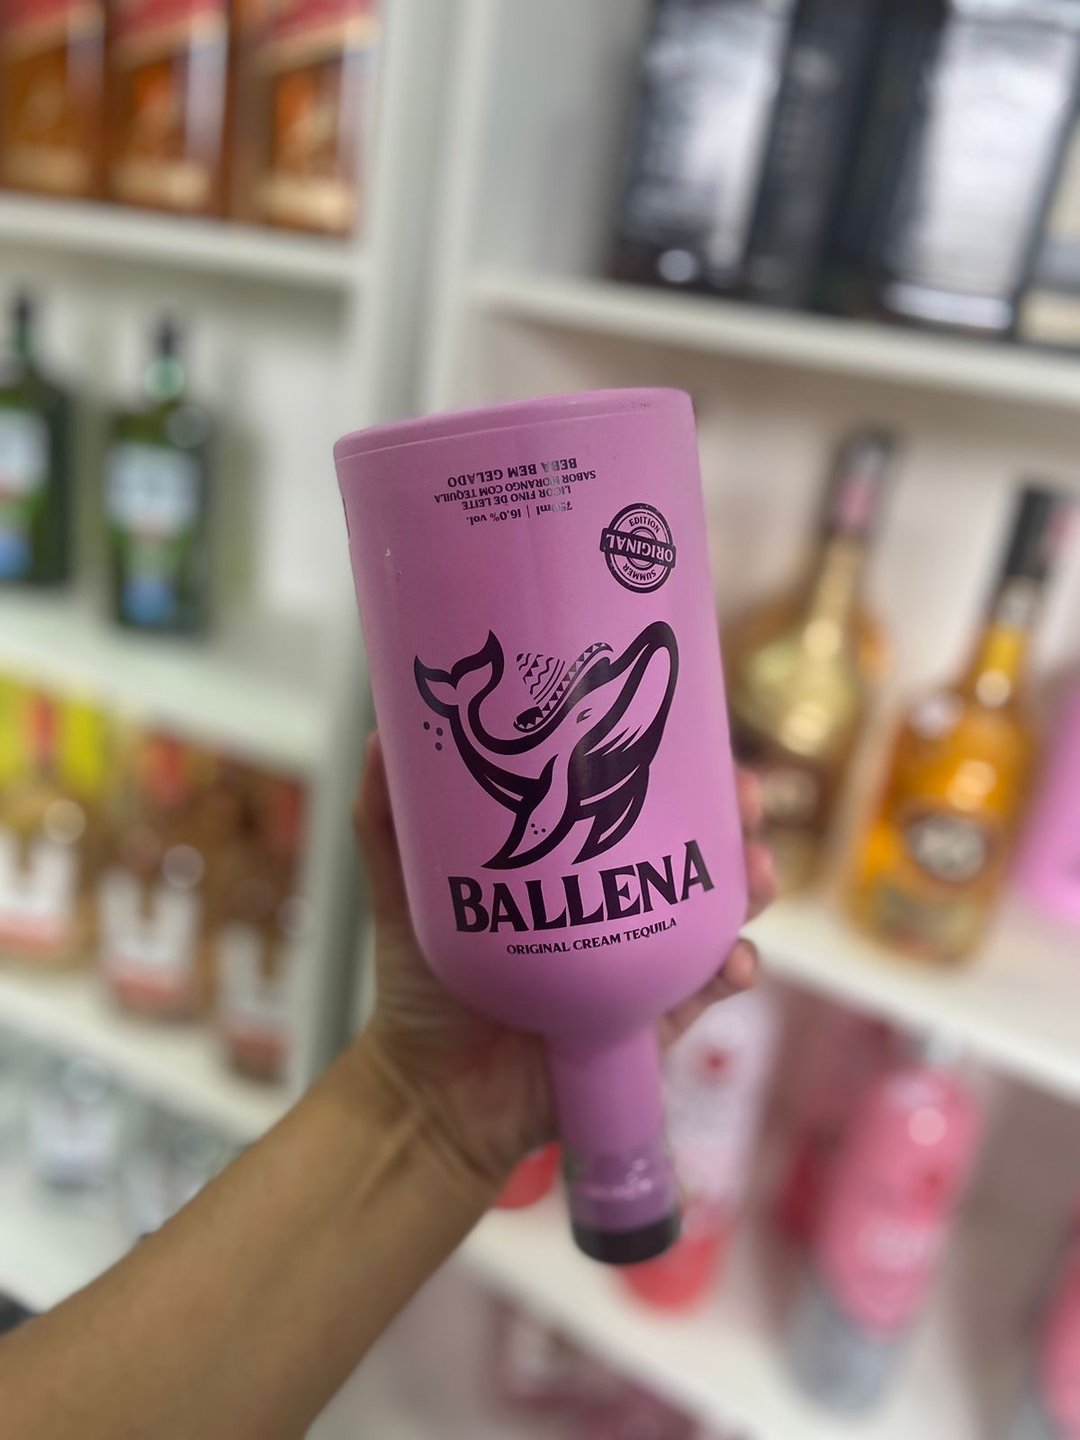 BALLENA
ORIGINAL CREAM TEQUILA
SUMMER
ORIGINAL
EDITION
750ml | 16.0% vol.
LICOR FINO DE LEITE
SABOR MORANGO COM TEQUILA
BEBA BEM GELADO